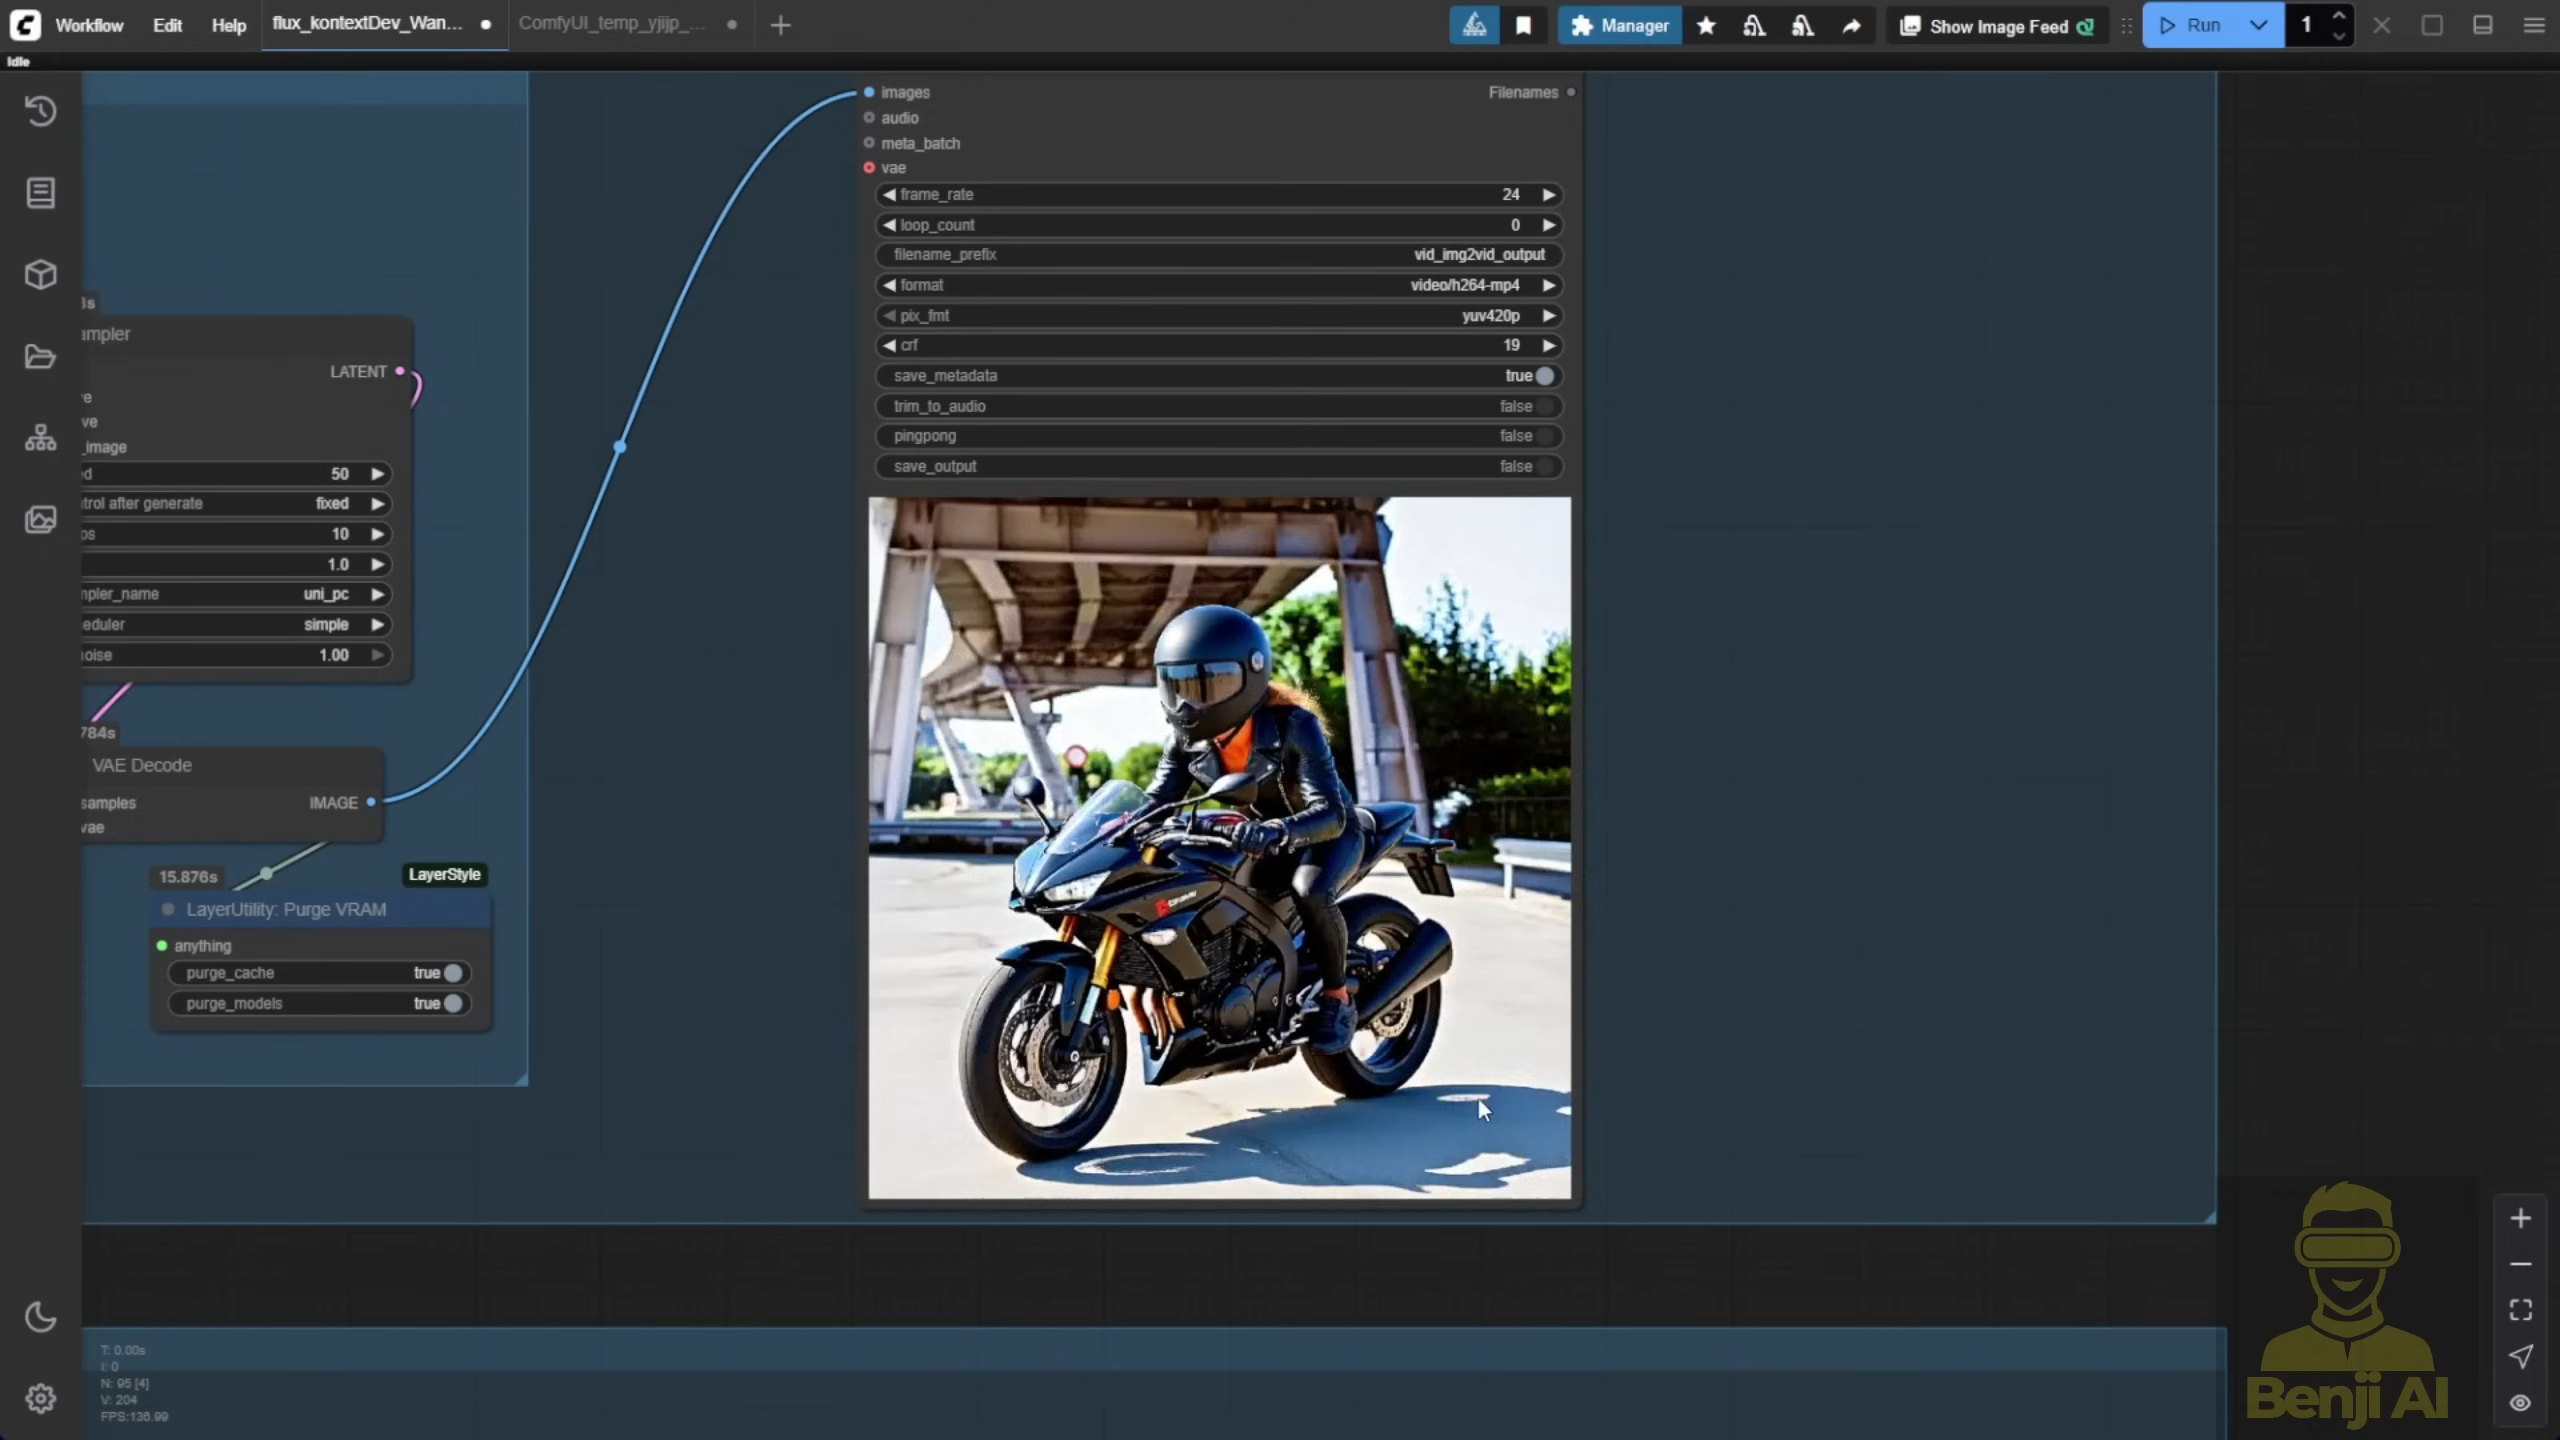 Workflow
Edit
Help
flux_kontextDev_Wan...
ComfyUI_temp_yjijp_...
Manager
Show Image Feed
Run
1
Idle
images
Filenames
audio
meta_batch
vae
frame_rate 24
loop_count 0
filename_prefix vid_img2vid_output
format video/h264-mp4
pix_fmt yuv420p
crf 19
save_metadata true
trim_to_audio false
pingpong false
save_output false
ampler
LATENT
ve
_image
50
trol after generate fixed
10
1.0
mpler_name uni_pc
eduler simple
oise 1.00
784s
VAE Decode
samples IMAGE
vae
15.876s
LayerStyle
LayerUtility: Purge VRAM
anything
purge_cache true
purge_models true
T: 0.00s
I: 0
N: 95 [4]
V: 204
FPS:136.99
Benji AI